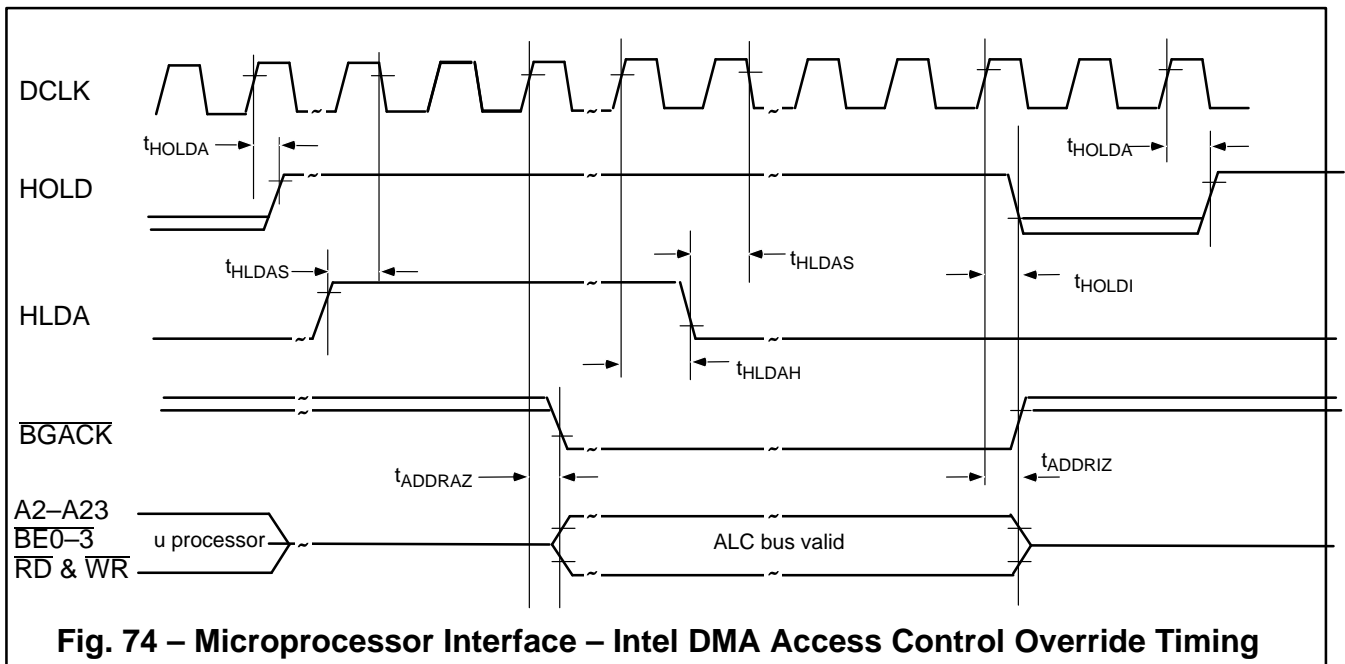 DCLK
tHOLDA
tHOLDA
HOLD
tHLDAS
tHLDAS
tHOLDI
HLDA
tHLDAH
BGACK
tADDRAZ
tADDRIZ
A2–A23
BE0–3
RD & WR
u processor
ALC bus valid
Fig. 74 – Microprocessor Interface – Intel DMA Access Control Override Timing